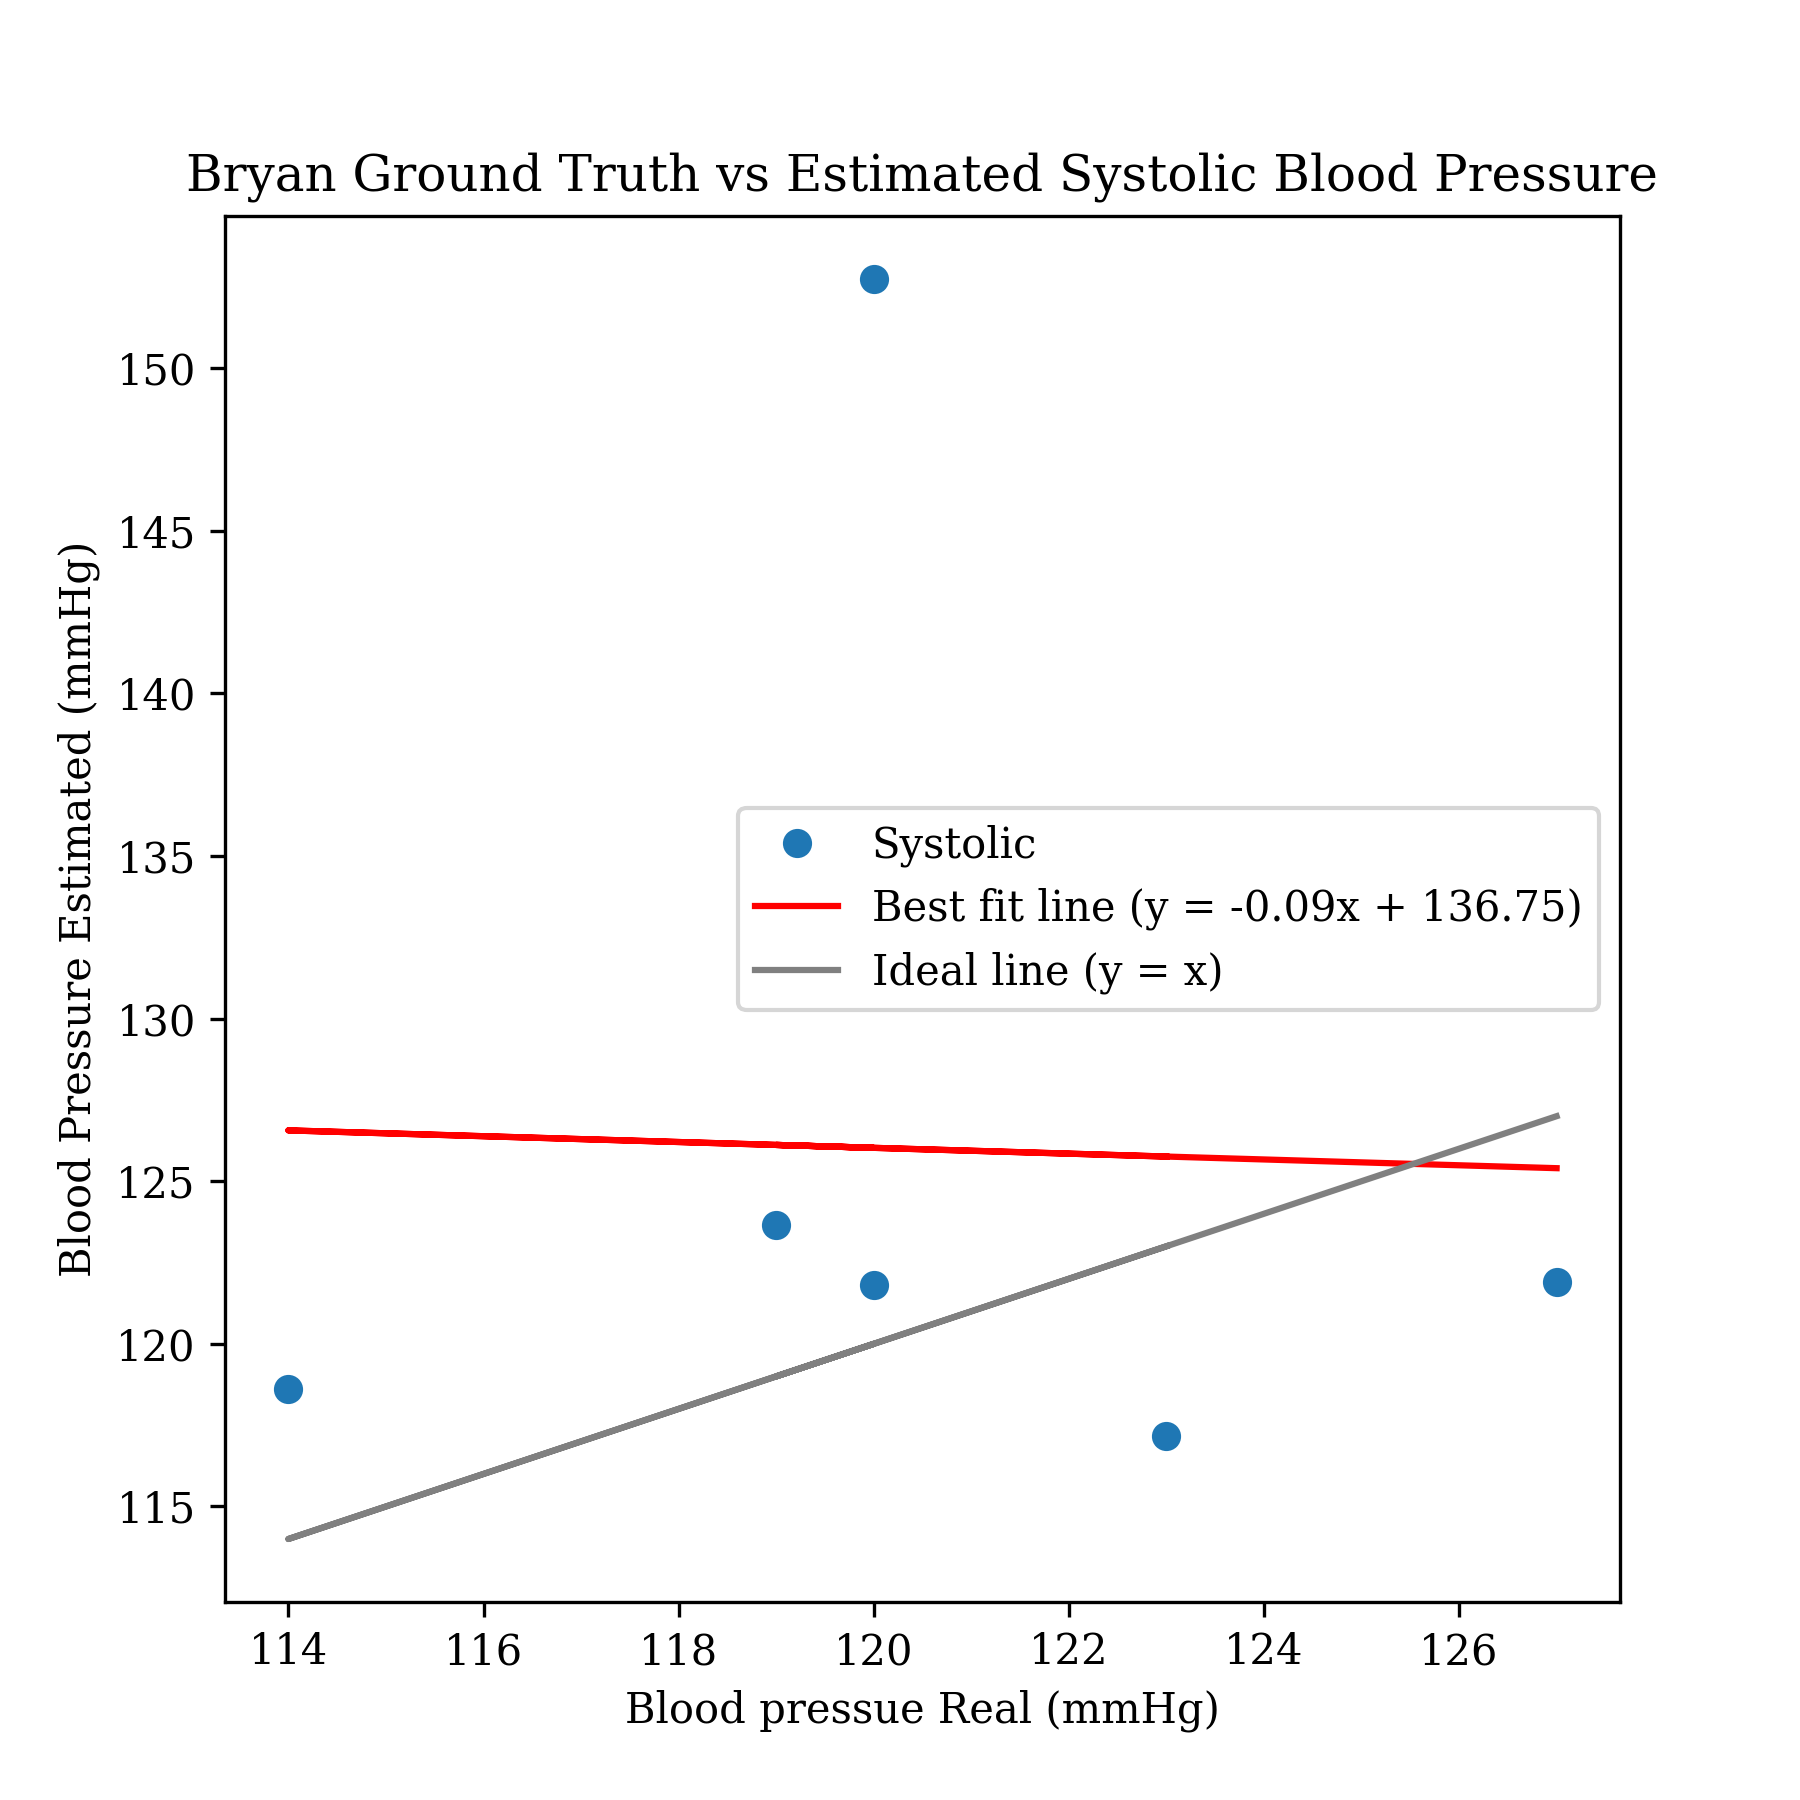 Bryan Ground Truth vs Estimated Systolic Blood Pressure
150
145
140
135
130
125
120
115
Blood Pressure Estimated (mmHg)
Systolic
Best fit line (y = -0.09x + 136.75)
Ideal line (y = x)
114 116 118 120 122 124 126
Blood pressue Real (mmHg)